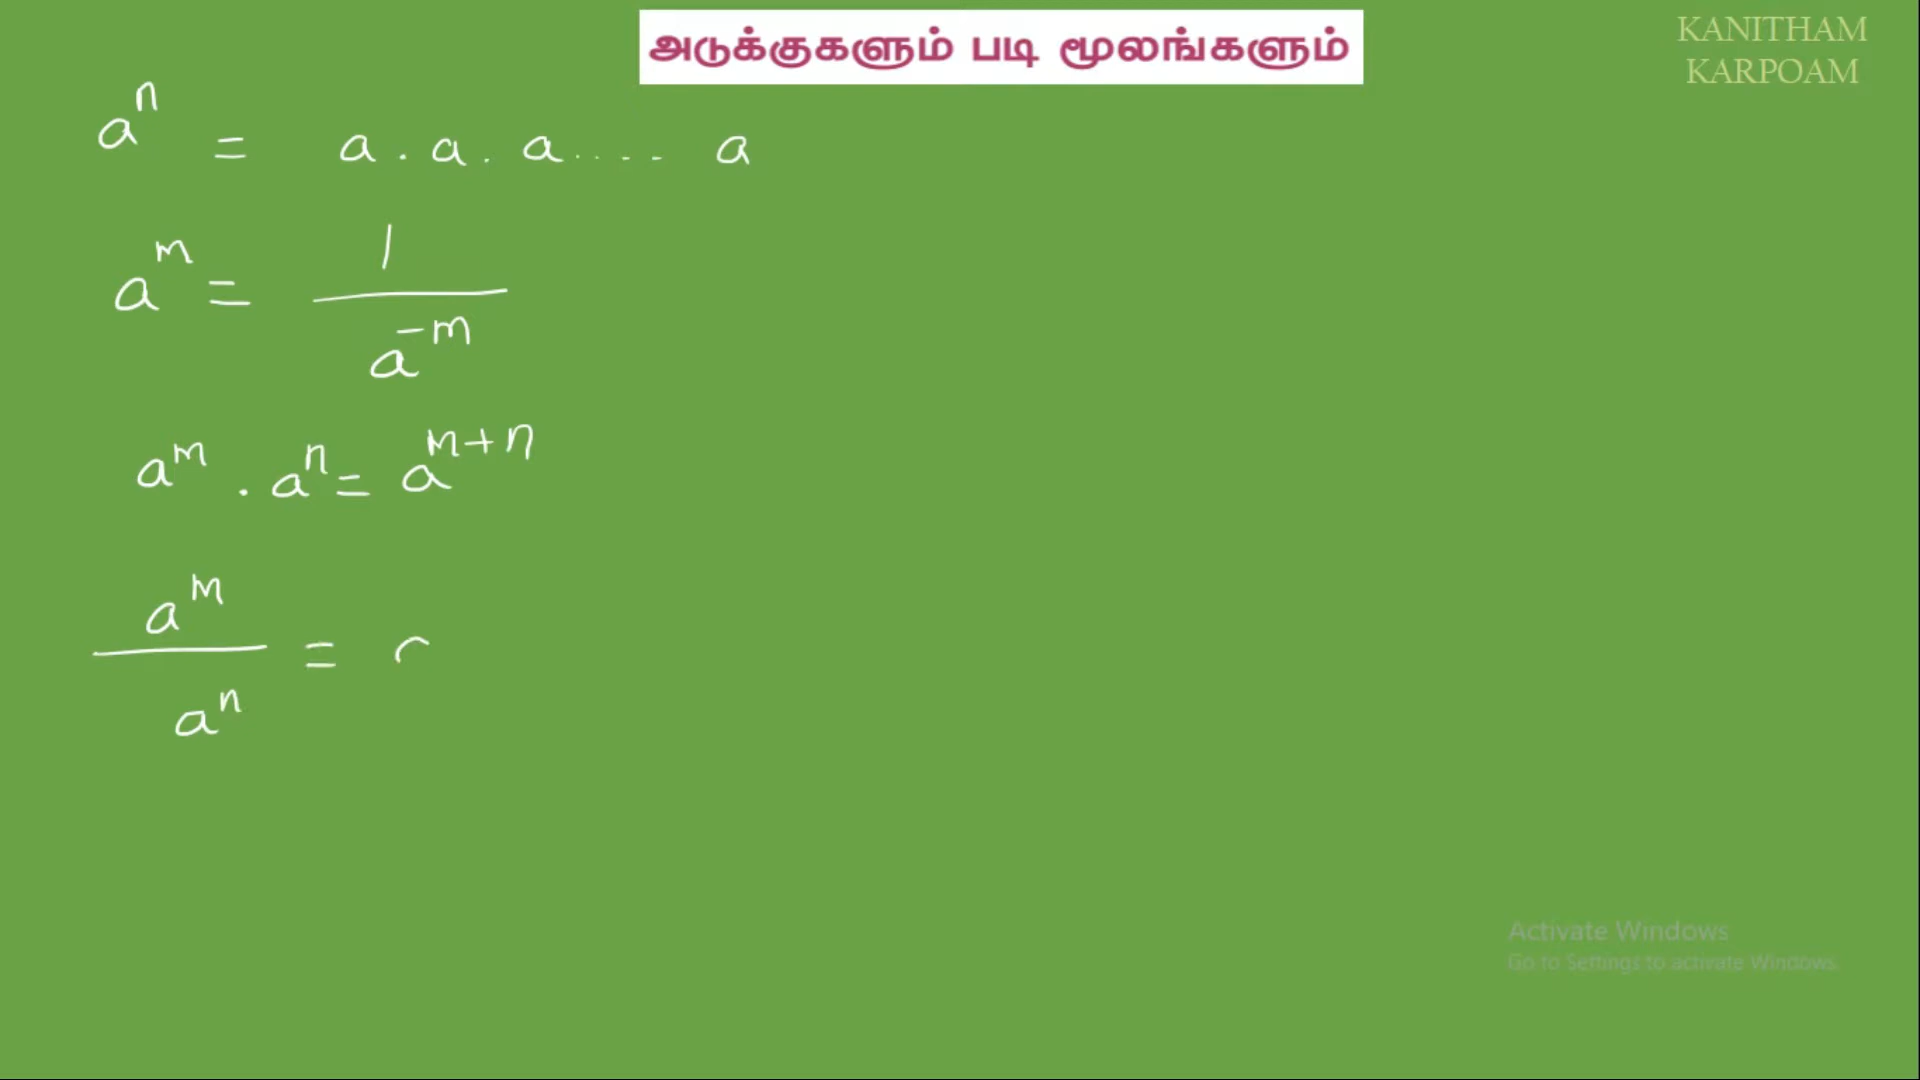 அடுக்குகளும் படி மூலங்களும்
KANITHAM
KARPOAM
aⁿ = a . a . a .... a
aᵐ = 1 / a⁻ᵐ
aᵐ . aⁿ = aᵐ⁺ⁿ
aᵐ / aⁿ =
Activate Windows
Go to Settings to activate Windows.